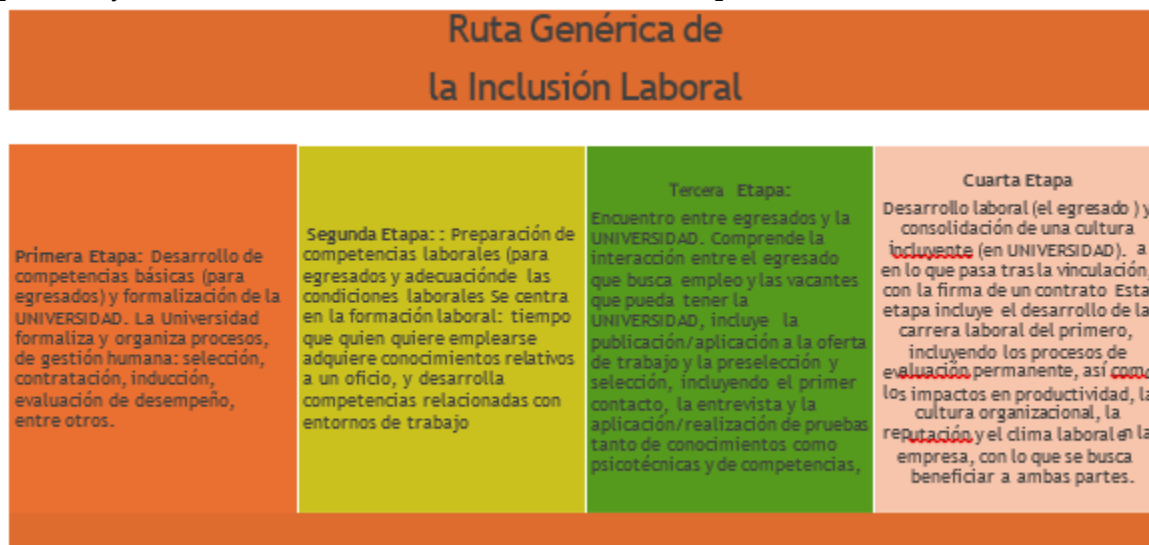 Ruta Genérica de
la Inclusión Laboral
Primera Etapa: Desarrollo de
competencias básicas (para
egresados) y formalización de la
UNIVERSIDAD. La Universidad
formaliza y organiza procesos,
de gestión humana: selección,
contratación, inducción,
evaluación de desempeño,
entre otros.
Segunda Etapa: : Preparación de
competencias laborales (para
egresados y adecuaciónde las
condiciones laborales Se centra
en la formación laboral: tiempo
que quien quiere emplearse
adquiere conocimientos relativos
a un oficio, y desarrolla
competencias relacionadas con
entornos de trabajo
Tercera Etapa:
Encuentro entre egresados y la
UNIVERSIDAD. Comprende la
interacción entre el egresado
que busca empleo y las vacantes
que pueda tener la
UNIVERSIDAD, incluye la
publicación/aplicación a la oferta
de trabajo y la preselección y
selección, incluyendo el primer
contacto, la entrevista y la
aplicación/realización de pruebas
tanto de conocimientos como
psicotécnicas y de competencias,
Cuarta Etapa
Desarrollo laboral (el egresado ) y
consolidación de una cultura
incluyente (en UNIVERSIDAD). a
en lo que pasa tras la vinculación,
con la firma de un contrato Esta
etapa incluye el desarrollo de la
carrera laboral del primero,
incluyendo los procesos de
evaluación permanente, así como
los impactos en productividad, la
cultura organizacional, la
reputación y el clima laboral en la
empresa, con lo que se busca
beneficiar a ambas partes.